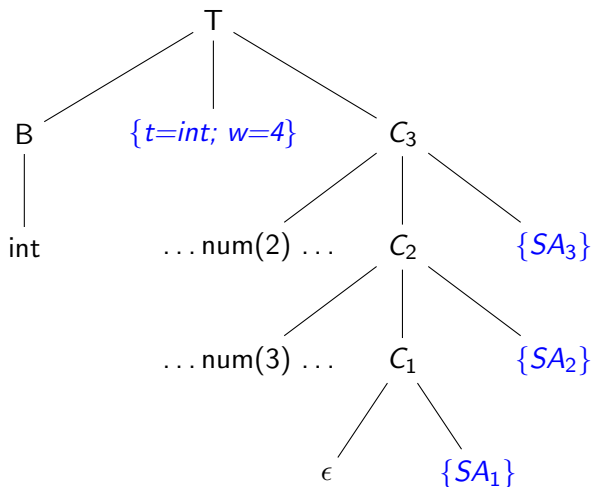 T
B {t=int; w=4} C₃
int ...num(2) ... C₂ {SA₃}
...num(3) ... C₁ {SA₂}
ϵ {SA₁}